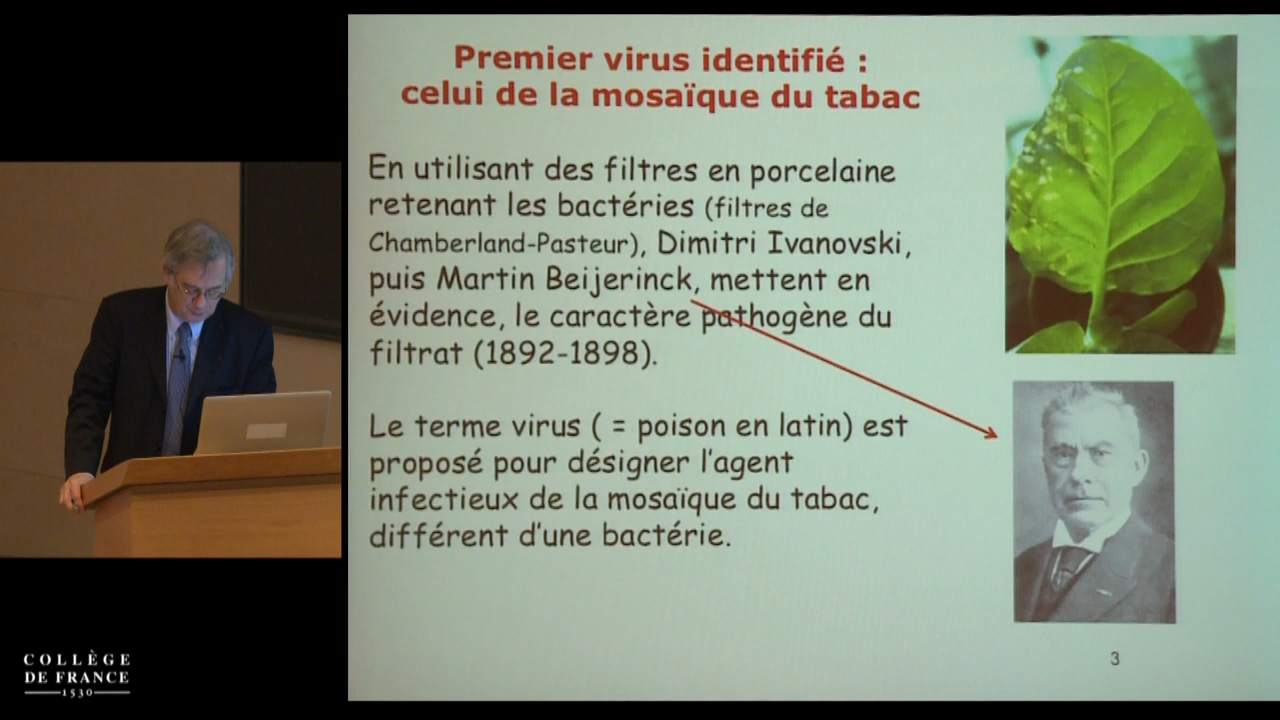 Premier virus identifié :
celui de la mosaïque du tabac
En utilisant des filtres en porcelaine
retenant les bactéries (filtres de
Chamberland-Pasteur), Dimitri Ivanovski,
puis Martin Beijerinck, mettent en
évidence, le caractère pathogène du
filtrat (1892-1898).
Le terme virus ( = poison en latin) est
proposé pour désigner l'agent
infectieux de la mosaïque du tabac,
différent d'une bactérie.
3
COLLÈGE
DE FRANCE
1530